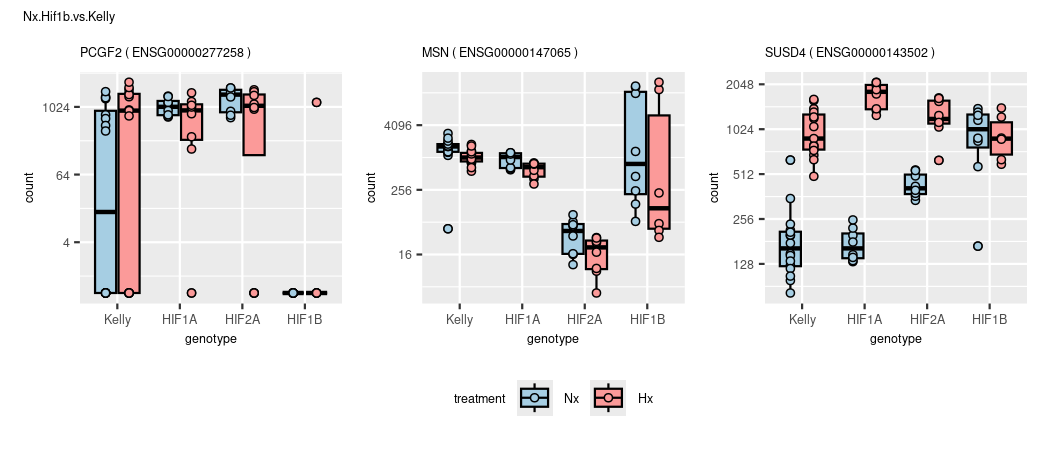 Nx.Hif1b.vs.Kelly
PCGF2 ( ENSG00000277258 )
count
1024
64
4
Kelly HIF1A HIF2A HIF1B
genotype
MSN ( ENSG00000147065 )
count
4096
256
16
Kelly HIF1A HIF2A HIF1B
genotype
SUSD4 ( ENSG00000143502 )
count
2048
1024
512
256
128
Kelly HIF1A HIF2A HIF1B
genotype
treatment Nx Hx